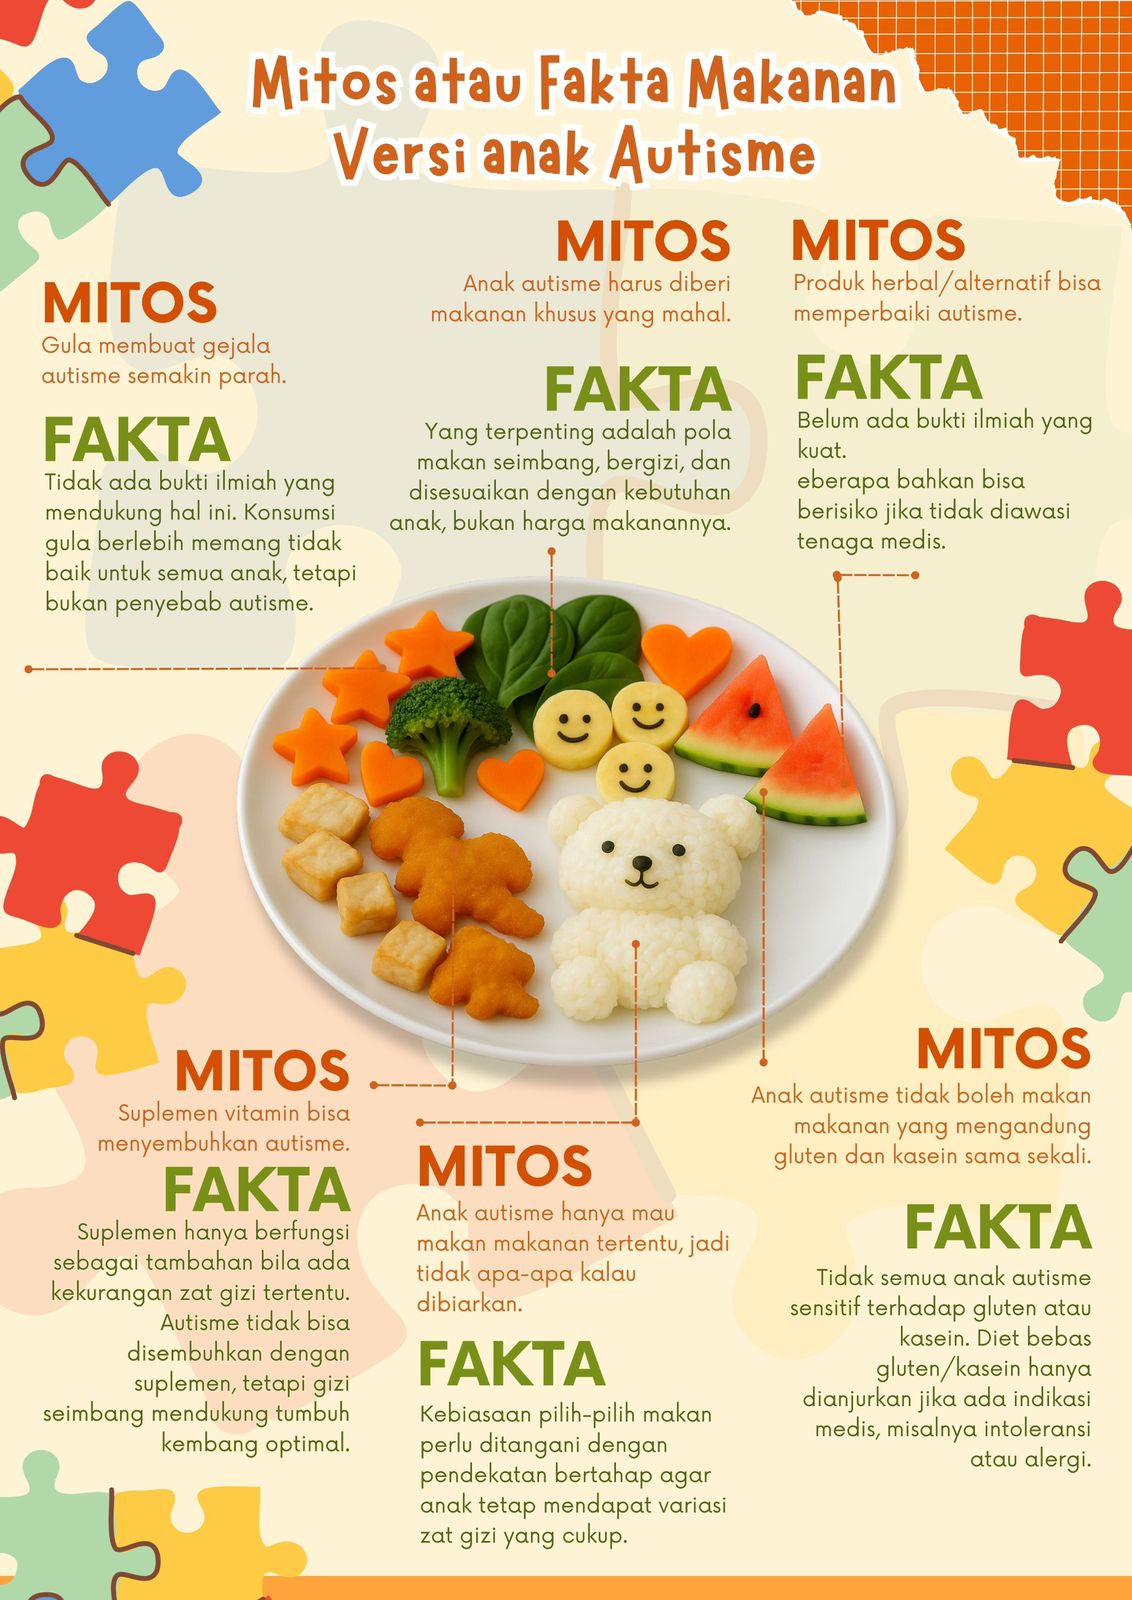 Mitos atau Fakta Makanan
Versi anak Autisme
MITOS
Gula membuat gejala
autisme semakin parah.
FAKTA
Tidak ada bukti ilmiah yang
mendukung hal ini. Konsumsi
gula berlebih memang tidak
baik untuk semua anak, tetapi
bukan penyebab autisme.
MITOS
Anak autisme harus diberi
makanan khusus yang mahal.
FAKTA
Yang terpenting adalah pola
makan seimbang, bergizi, dan
disesuaikan dengan kebutuhan
anak, bukan harga makanannya.
MITOS
Produk herbal/alternatif bisa
memperbaiki autisme.
FAKTA
Belum ada bukti ilmiah yang
kuat.
eberapa bahkan bisa
berisiko jika tidak diawasi
tenaga medis.
MITOS
Suplemen vitamin bisa
menyembuhkan autisme.
FAKTA
Suplemen hanya berfungsi
sebagai tambahan bila ada
kekurangan zat gizi tertentu.
Autisme tidak bisa
disembuhkan dengan
suplemen, tetapi gizi
seimbang mendukung tumbuh
kembang optimal.
MITOS
Anak autisme hanya mau
makan makanan tertentu, jadi
tidak apa-apa kalau
dibiarkan.
FAKTA
Kebiasaan pilih-pilih makan
perlu ditangani dengan
pendekatan bertahap agar
anak tetap mendapat variasi
zat gizi yang cukup.
MITOS
Anak autisme tidak boleh makan
makanan yang mengandung
gluten dan kasein sama sekali.
FAKTA
Tidak semua anak autisme
sensitif terhadap gluten atau
kasein. Diet bebas
gluten/kasein hanya
dianjurkan jika ada indikasi
medis, misalnya intoleransi
atau alergi.